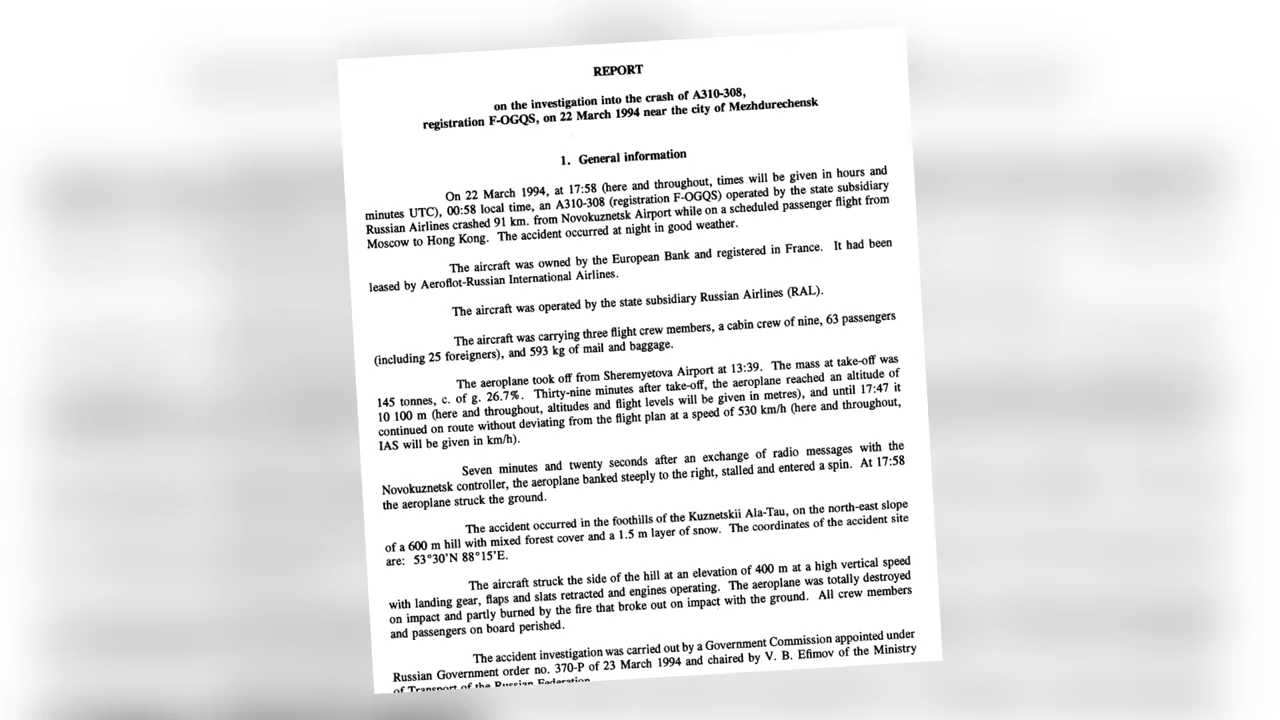 REPORT
on the investigation into the crash of A310-308,
registration F-OGQS, on 22 March 1994 near the city of Mezhdurechensk
1. General information
On 22 March 1994, at 17:58 (here and throughout, times will be given in hours and
minutes UTC), 00:58 local time, an A310-308 (registration F-OGQS) operated by the state subsidiary
Russian Airlines crashed 91 km. from Novokuznetsk Airport while on a scheduled passenger flight from
Moscow to Hong Kong. The accident occurred at night in good weather.
The aircraft was owned by the European Bank and registered in France. It had been
leased by Aeroflot-Russian International Airlines.
The aircraft was operated by the state subsidiary Russian Airlines (RAL).
The aircraft was carrying three flight crew members, a cabin crew of nine, 63 passengers
(including 25 foreigners), and 593 kg of mail and baggage.
The aeroplane took off from Sheremyetova Airport at 13:39. The mass at take-off was
145 tonnes, c. of g. 26.7%. Thirty-nine minutes after take-off, the aeroplane reached an altitude of
10 100 m (here and throughout, altitudes and flight levels will be given in metres), and until 17:47 it
continued on route without deviating from the flight plan at a speed of 530 km/h (here and throughout,
IAS will be given in km/h).
Seven minutes and twenty seconds after an exchange of radio messages with the
Novokuznetsk controller, the aeroplane banked steeply to the right, stalled and entered a spin. At 17:58
the aeroplane struck the ground.
The accident occurred in the foothills of the Kuznetskii Ala-Tau, on the north-east slope
of a 600 m hill with mixed forest cover and a 1.5 m layer of snow. The coordinates of the accident site
are: 53°30'N 88°15'E.
The aircraft struck the side of the hill at an elevation of 400 m at a high vertical speed
with landing gear, flaps and slats retracted and engines operating. The aeroplane was totally destroyed
on impact and partly burned by the fire that broke out on impact with the ground. All crew members
and passengers on board perished.
The accident investigation was carried out by a Government Commission appointed under
Russian Government order no. 370-P of 23 March 1994 and chaired by V. B. Efimov of the Ministry
of Transport of the Russian Federation